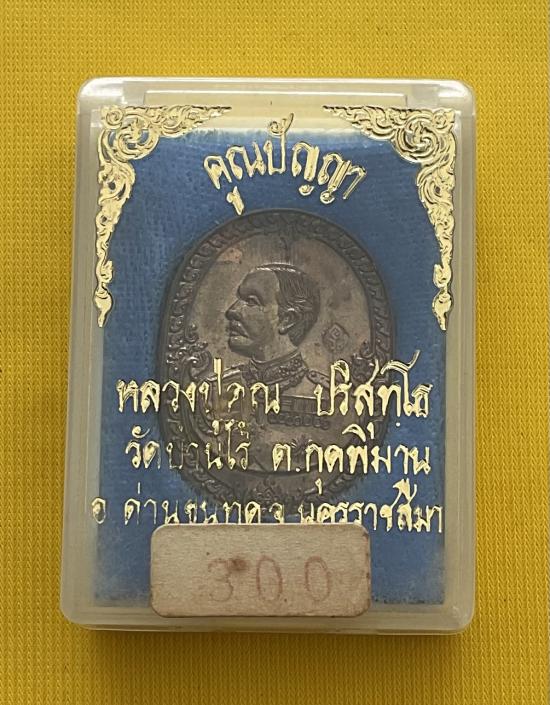 คูณปัญญา
หลวงปู่คูณ ปริสุทฺโธ
วัดบ้านไร่ ต.กุดพิมาน
อ ด่านขุนทด จ นครราชสีมา
300